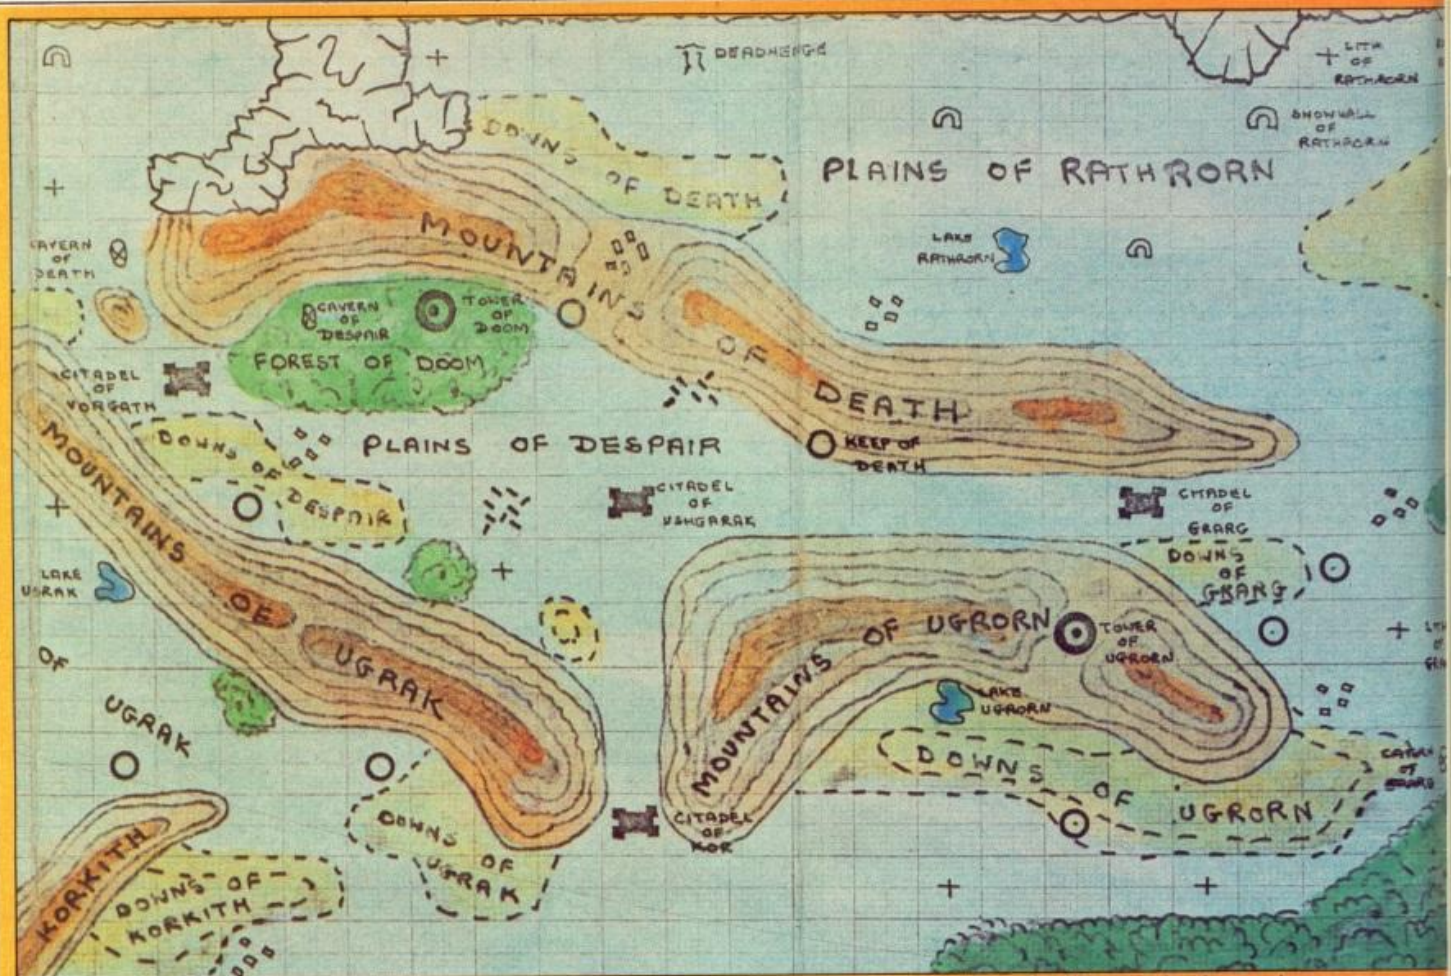 DEADHENGE
LITH
OF
RATHRORN
SNOWHALL
OF
RATHRORN
DOWNS
OF DEATH
PLAINS OF RATHRORN
CAVERN
OF
DEATH
LAKE
RATHRORN
MOUNTAINS
OF
DEATH
CAVERN
OF
DESPAIR
TOWER
OF
DOOM
FOREST OF DOOM
CITADEL
OF
VORGATH
KEEP OF
DEATH
PLAINS OF DESPAIR
DOWNS OF
DESPAIR
CITADEL
OF
USHGARAK
CITADEL
OF
GRARG
DOWNS
OF
GRARG
MOUNTAINS
OF
UGRAK
LAKE
UGRAK
OF
UGRAK
MOUNTAINS OF UGRORN
TOWER
OF
UGRORN
LAKE
UGRORN
DOWNS
OF
UGRORN
CITADEL
OF
KOR
DOWNS OF
UGRAK
KORKITH
DOWNS OF
KORKITH